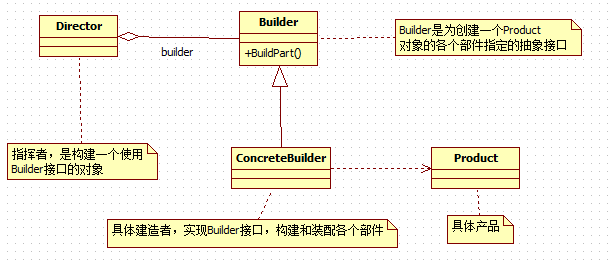 Director
Builder
+BuildPart()
builder
Builder是为创建一个Product
对象的各个部件指定的抽象接口
指挥者，是构建一个使用
Builder接口的对象
ConcreteBuilder
Product
具体建造者，实现Builder接口，构建和装配各个部件
具体产品